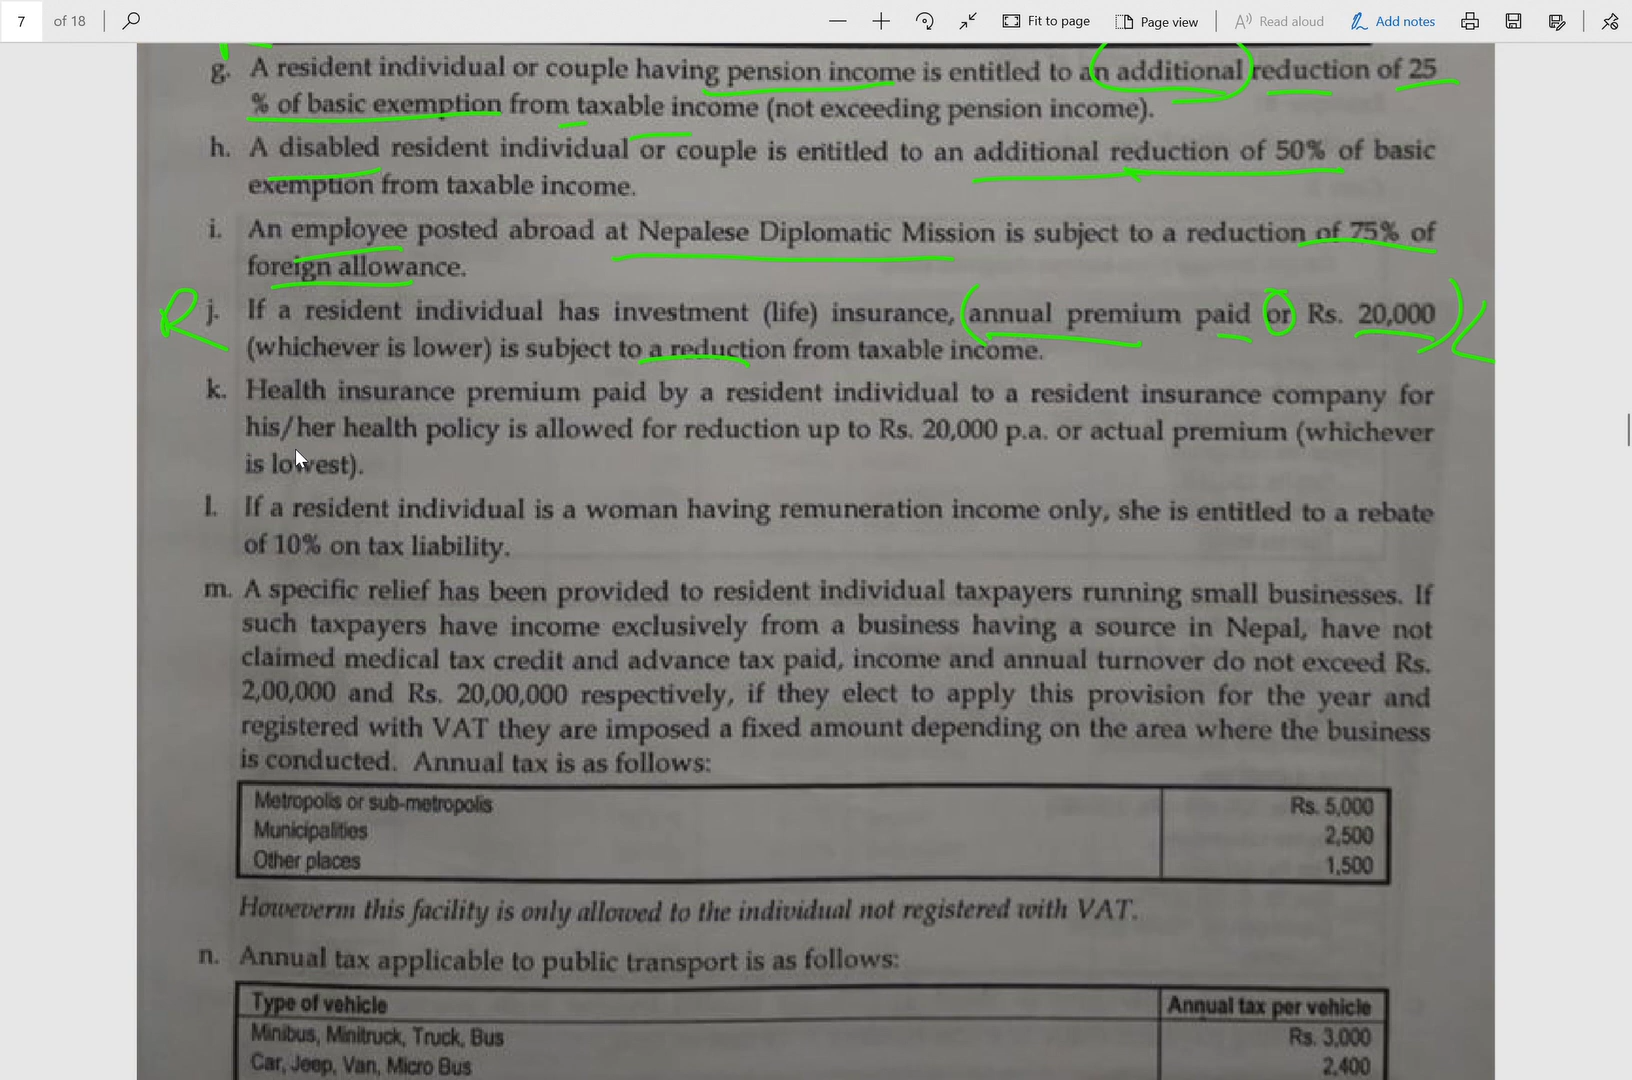 7 of 18 Fit to page Page view Read aloud Add notes
g. A resident individual or couple having pension income is entitled to an additional reduction of 25
% of basic exemption from taxable income (not exceeding pension income).
h. A disabled resident individual or couple is entitled to an additional reduction of 50% of basic
exemption from taxable income.
i. An employee posted abroad at Nepalese Diplomatic Mission is subject to a reduction of 75% of
foreign allowance.
R j. If a resident individual has investment (life) insurance, (annual premium paid or Rs. 20,000) L
(whichever is lower) is subject to a reduction from taxable income.
k. Health insurance premium paid by a resident individual to a resident insurance company for
his/her health policy is allowed for reduction up to Rs. 20,000 p.a. or actual premium (whichever
is lowest).
l. If a resident individual is a woman having remuneration income only, she is entitled to a rebate
of 10% on tax liability.
m. A specific relief has been provided to resident individual taxpayers running small businesses. If
such taxpayers have income exclusively from a business having a source in Nepal, have not
claimed medical tax credit and advance tax paid, income and annual turnover do not exceed Rs.
2,00,000 and Rs. 20,00,000 respectively, if they elect to apply this provision for the year and
registered with VAT they are imposed a fixed amount depending on the area where the business
is conducted. Annual tax is as follows:
Metropolis or sub-metropolis Rs. 5,000
Municipalities 2,500
Other places 1,500
Howeverm this facility is only allowed to the individual not registered with VAT.
n. Annual tax applicable to public transport is as follows:
Type of vehicle Annual tax per vehicle
Minibus, Minitruck, Truck, Bus Rs. 3,000
Car, Jeep, Van, Micro Bus 2,400